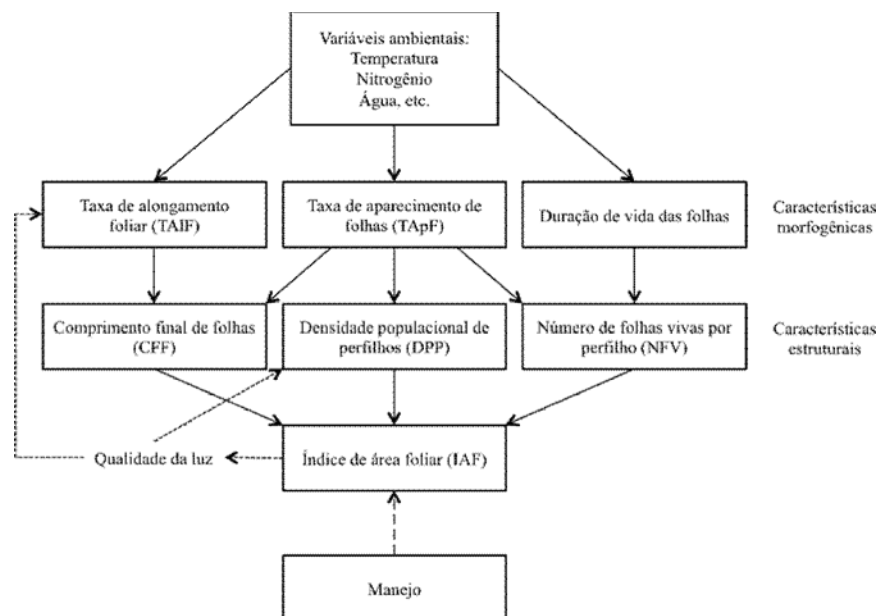 Variáveis ambientais:
Temperatura
Nitrogênio
Água, etc.
Taxa de alongamento
foliar (TAlF)
Taxa de aparecimento de
folhas (TApF)
Duração de vida das folhas
Características
morfogênicas
Comprimento final de folhas
(CFF)
Densidade populacional de
perfilhos (DPP)
Número de folhas vivas por
perfilho (NFV)
Características
estruturais
Qualidade da luz
Índice de área foliar (IAF)
Manejo